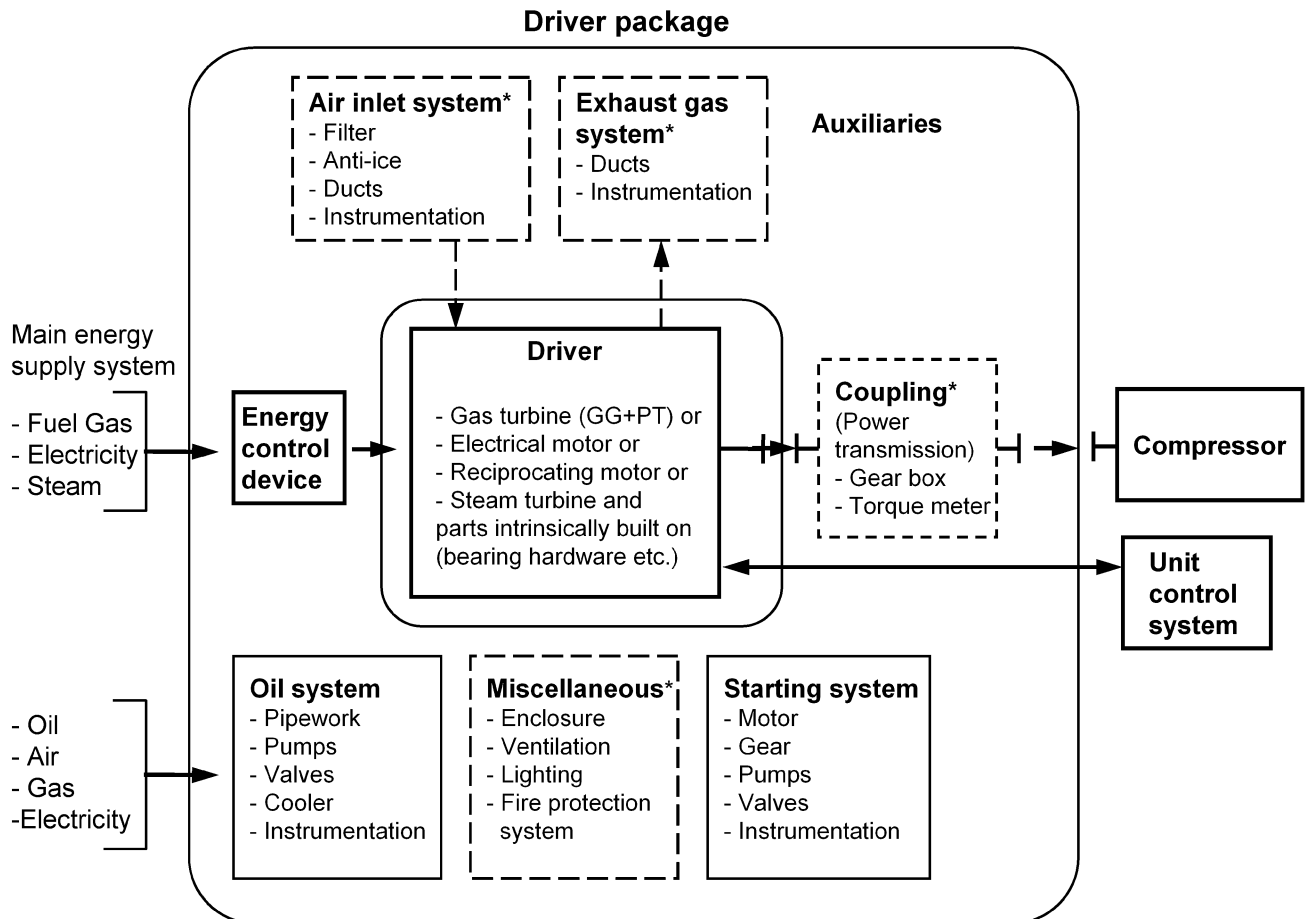 Driver package
Air inlet system*
- Filter
- Anti-ice
- Ducts
- Instrumentation
Exhaust gas
system*
- Ducts
- Instrumentation
Auxiliaries
Main energy
supply system
- Fuel Gas
- Electricity
- Steam
Energy
control
device
Driver
- Gas turbine (GG+PT) or
- Electrical motor or
- Reciprocating motor or
- Steam turbine and
parts intrinsically built on
(bearing hardware etc.)
Coupling*
(Power
transmission)
- Gear box
- Torque meter
Compressor
Unit
control
system
- Oil
- Air
- Gas
-Electricity
Oil system
- Pipework
- Pumps
- Valves
- Cooler
- Instrumentation
Miscellaneous*
- Enclosure
- Ventilation
- Lighting
- Fire protection
system
Starting system
- Motor
- Gear
- Pumps
- Valves
- Instrumentation